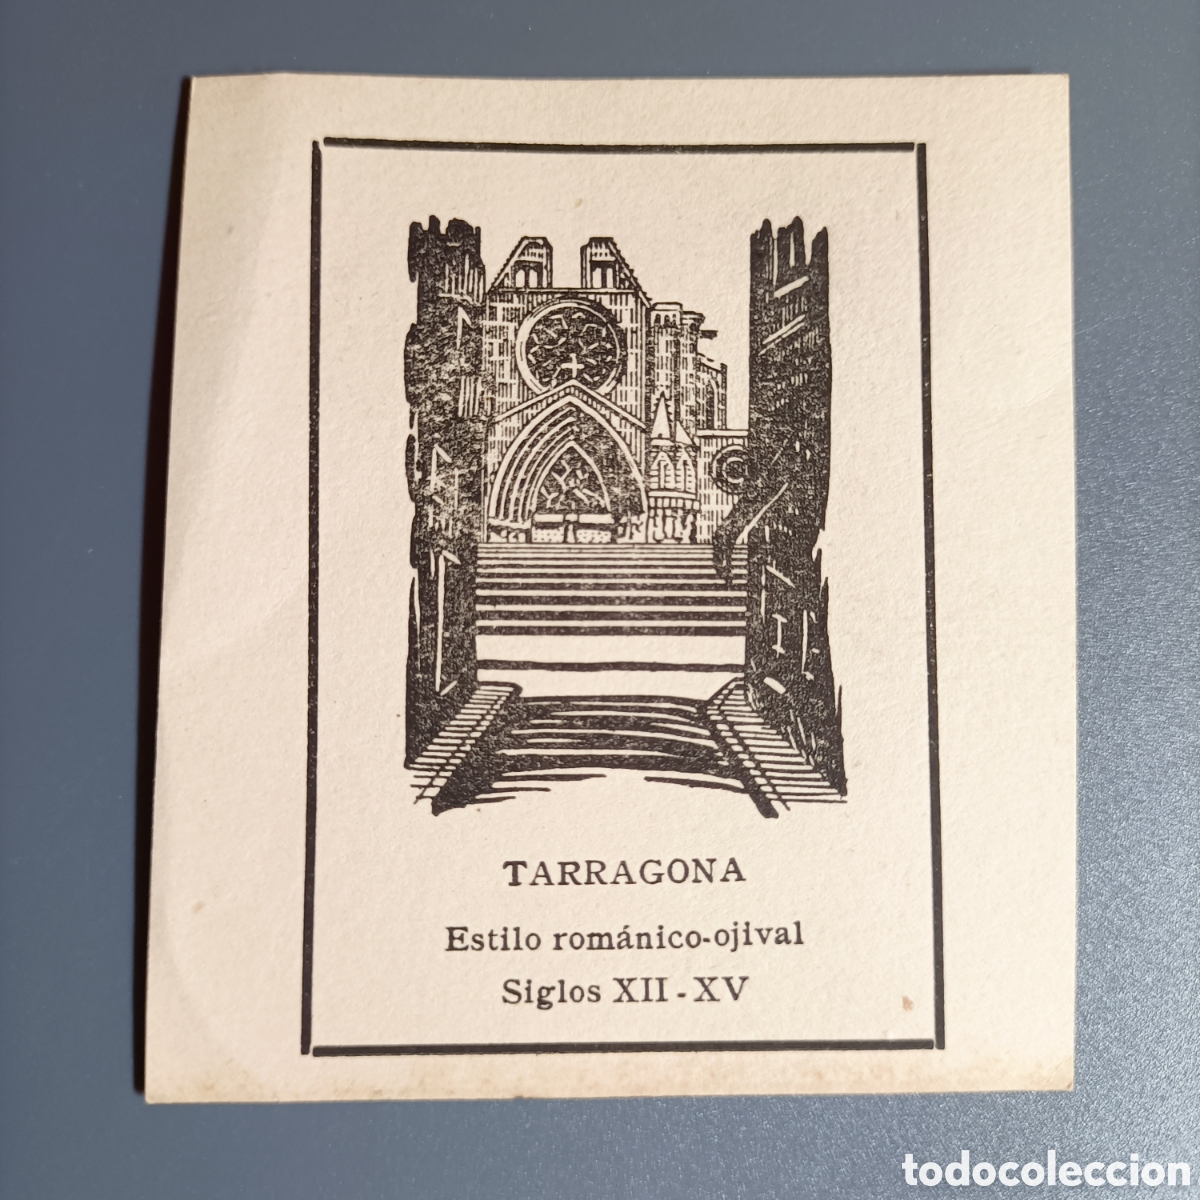 TARRAGONA
Estilo románico-ojival
Siglos XII - XV
todocoleccion